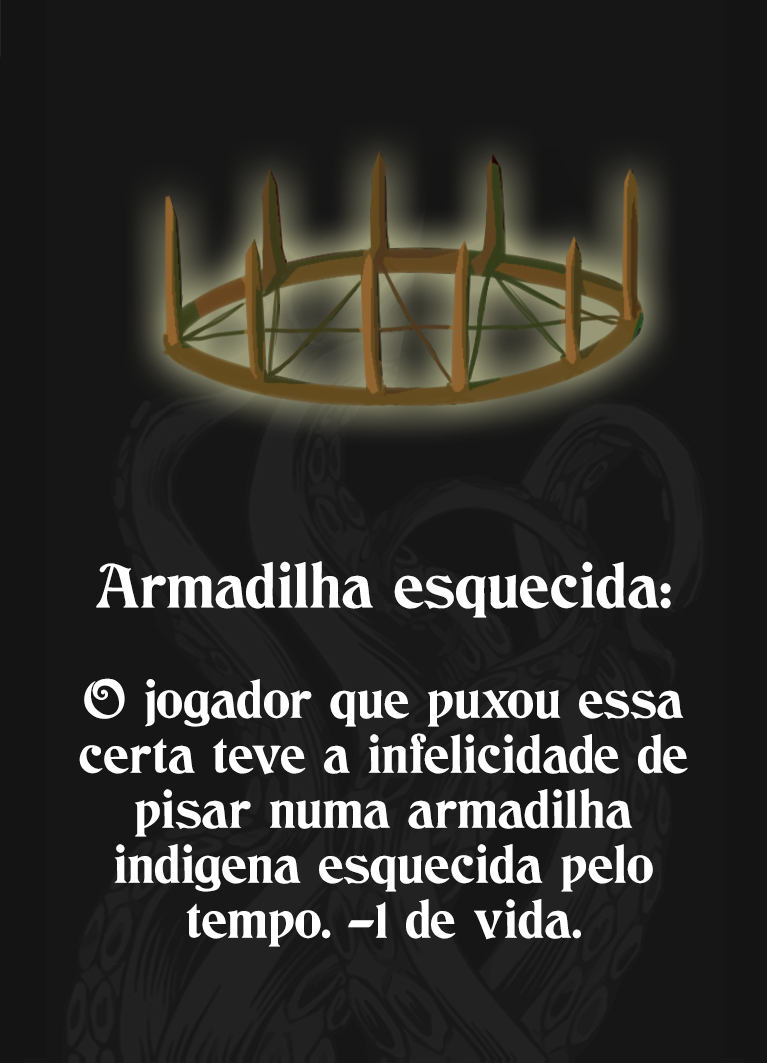 Armadilha esquecida:
O jogador que puxou essa
certa teve a infelicidade de
pisar numa armadilha
indigena esquecida pelo
tempo. -1 de vida.